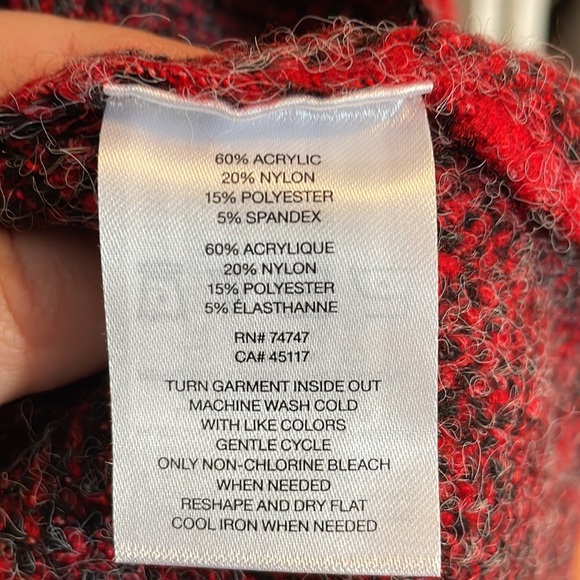 60% ACRYLIC
20% NYLON
15% POLYESTER
5% SPANDEX
60% ACRYLIQUE
20% NYLON
15% POLYESTER
5% ÉLASTHANNE
RN# 74747
CA# 45117
TURN GARMENT INSIDE OUT
MACHINE WASH COLD
WITH LIKE COLORS
GENTLE CYCLE
ONLY NON-CHLORINE BLEACH
WHEN NEEDED
RESHAPE AND DRY FLAT
COOL IRON WHEN NEEDED